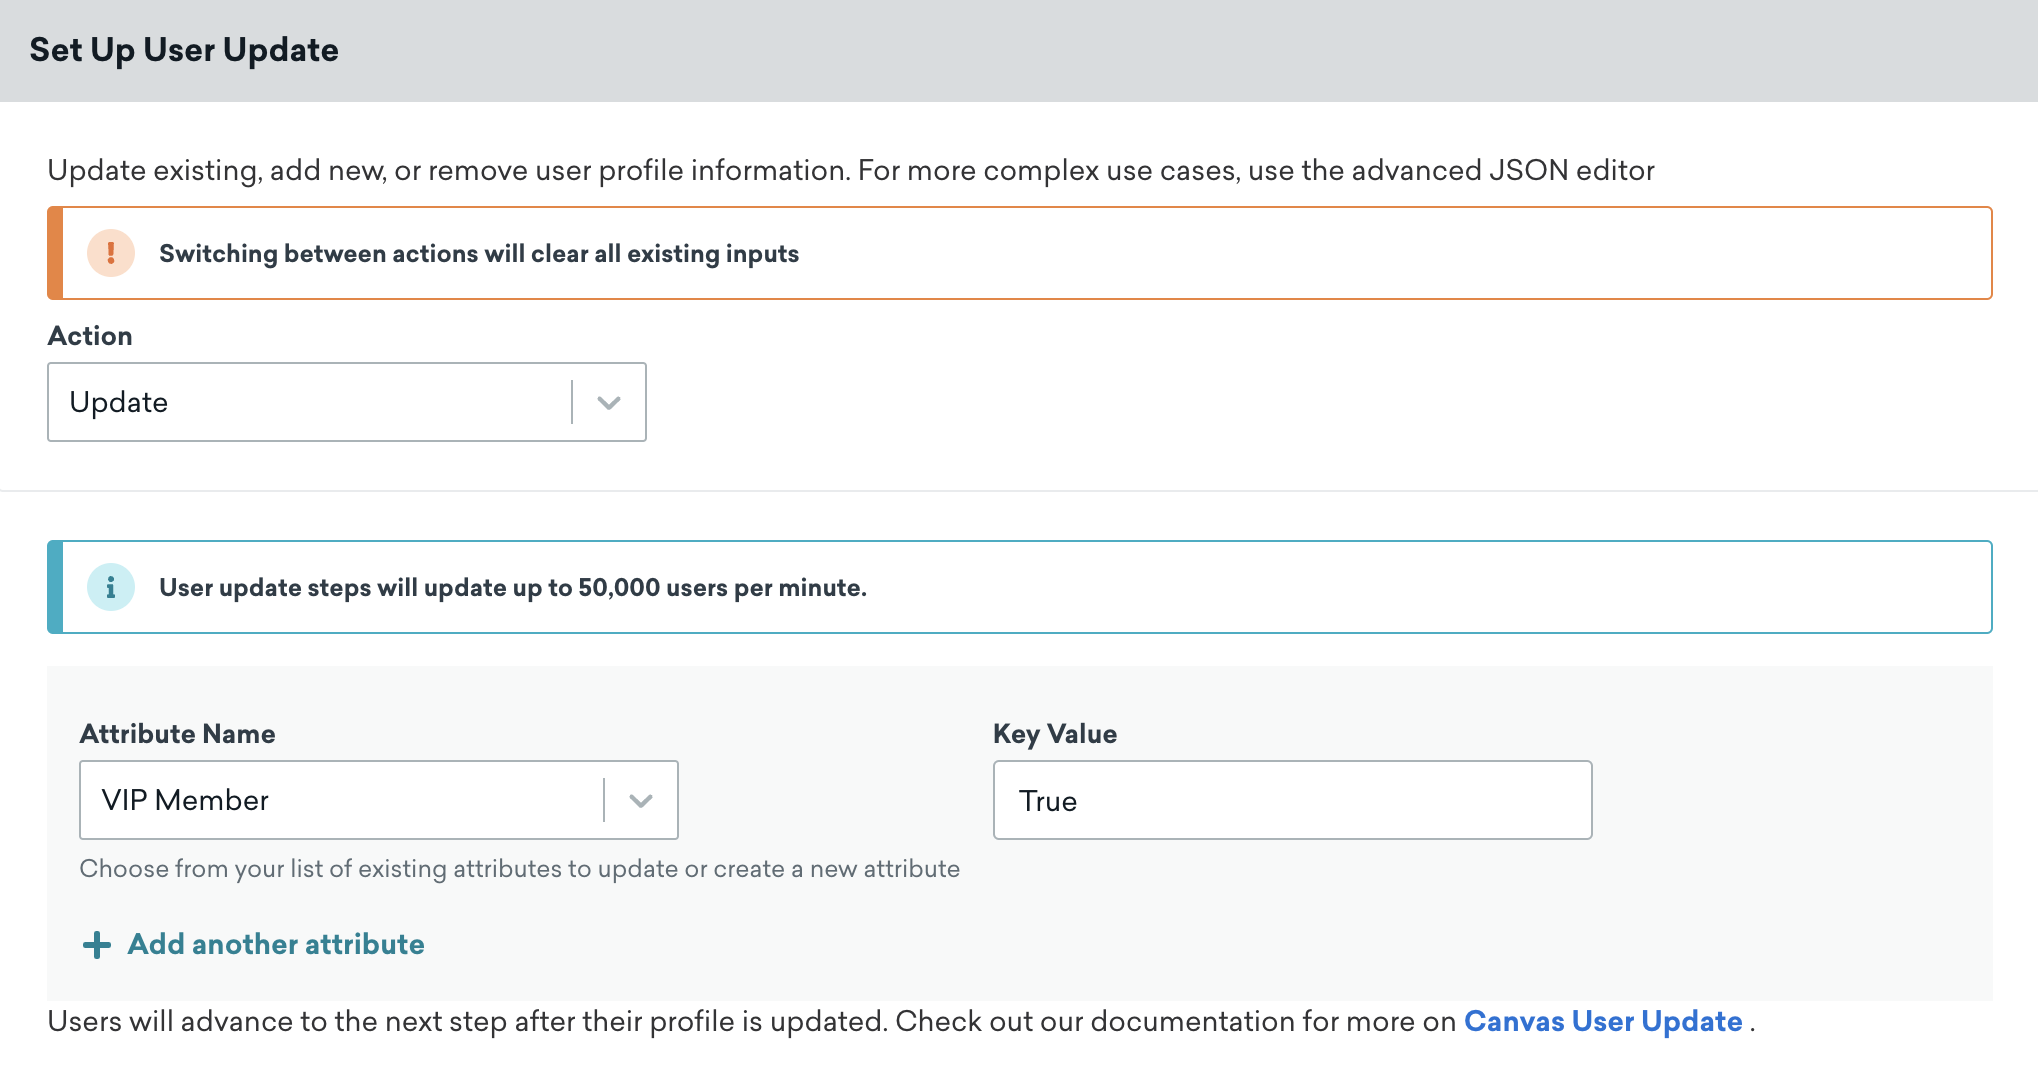 Set Up User Update
Update existing, add new, or remove user profile information. For more complex use cases, use the advanced JSON editor
Switching between actions will clear all existing inputs
Action
Update
User update steps will update up to 50,000 users per minute.
Attribute Name
Key Value
VIP Member
True
Choose from your list of existing attributes to update or create a new attribute
Add another attribute
Users will advance to the next step after their profile is updated. Check out our documentation for more on Canvas User Update .